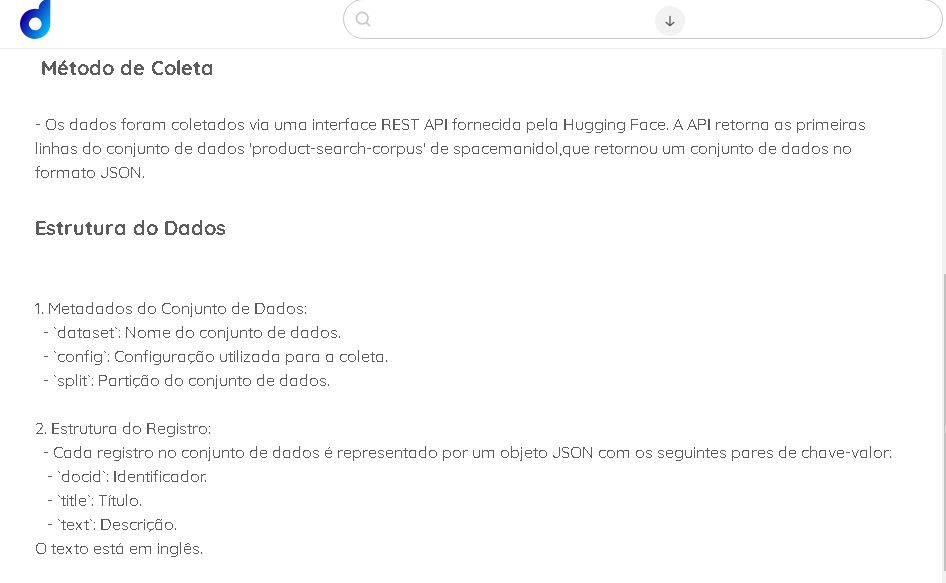 Método de Coleta
- Os dados foram coletados via uma interface REST API fornecida pela Hugging Face. A API retorna as primeiras
linhas do conjunto de dados 'product-search-corpus' de spacemanidol,que retornou um conjunto de dados no
formato JSON.
Estrutura do Dados
1. Metadados do Conjunto de Dados:
- `dataset`: Nome do conjunto de dados.
- `config`: Configuração utilizada para a coleta.
- `split`: Partição do conjunto de dados.
2. Estrutura do Registro:
- Cada registro no conjunto de dados é representado por um objeto JSON com os seguintes pares de chave-valor:
- `docid`: Identificador.
- `title`: Título.
- `text`: Descrição.
O texto está em inglês.